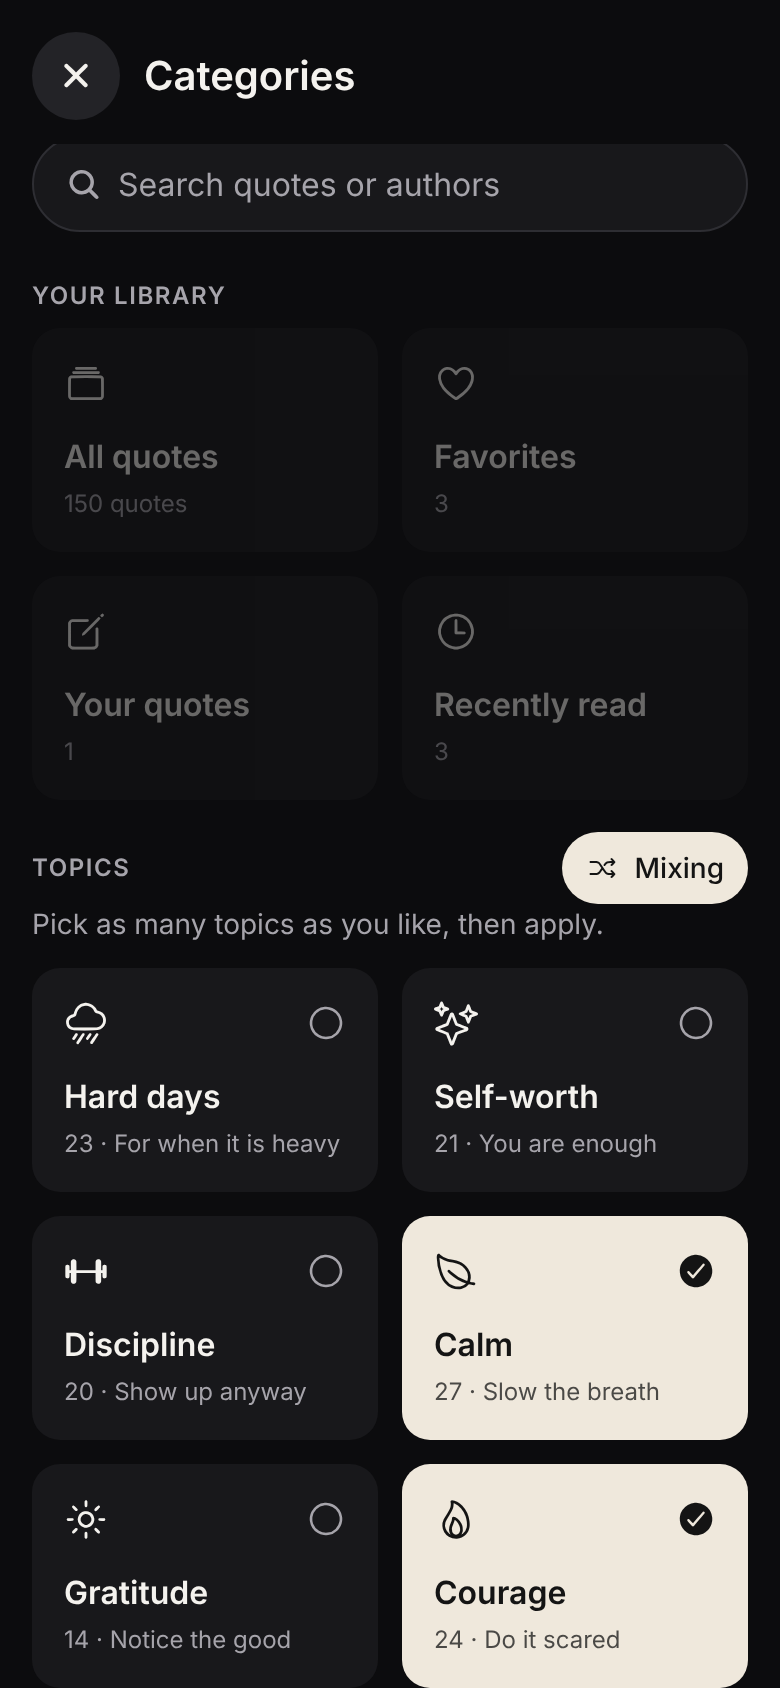 Categories
Search quotes or authors
YOUR LIBRARY
All quotes
150 quotes
Favorites
3
Your quotes
1
Recently read
3
TOPICS
Mixing
Pick as many topics as you like, then apply.
Hard days
23 · For when it is heavy
Self-worth
21 · You are enough
Discipline
20 · Show up anyway
Calm
27 · Slow the breath
Gratitude
14 · Notice the good
Courage
24 · Do it scared